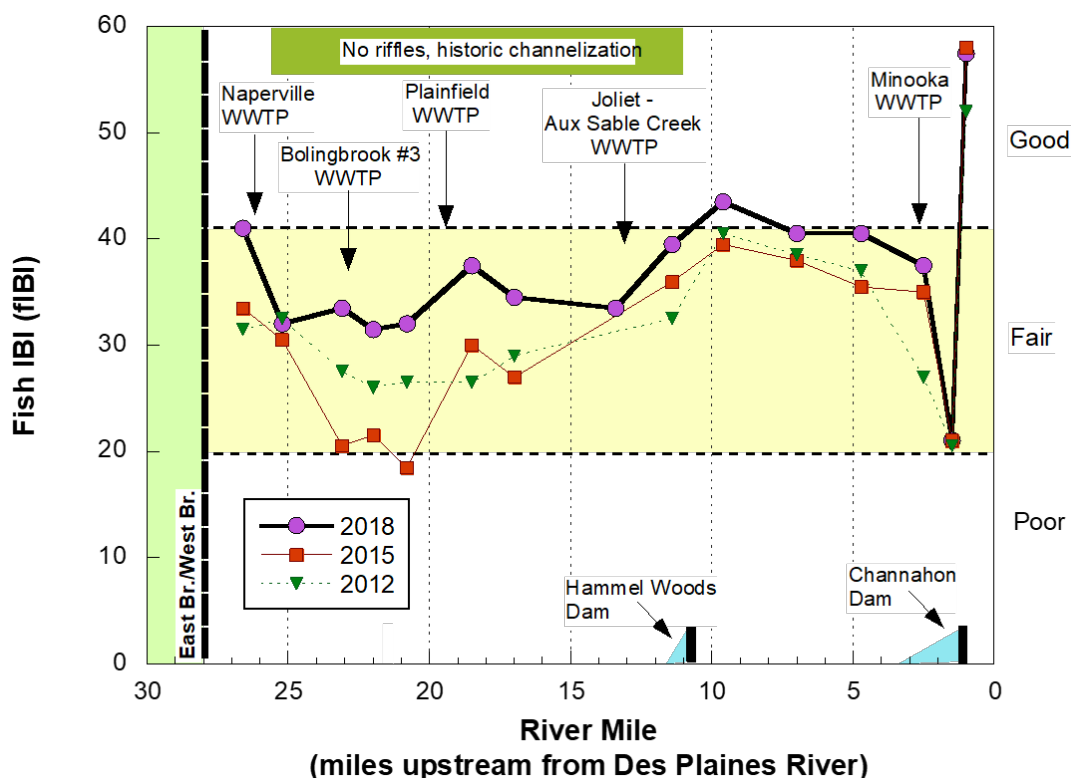 No riffles, historic channelization
Naperville
WWTP
Plainfield
WWTP
Joliet -
Aux Sable Creek
WWTP
Minooka
WWTP
Bolingbrook #3
WWTP
Good
Fair
Poor
Fish IBI (fIBI)
60
50
40
30
20
10
0
East Br./West Br.
2018
2015
2012
Hammel Woods
Dam
Channahon
Dam
30
25
20
15
10
5
0
River Mile
(miles upstream from Des Plaines River)